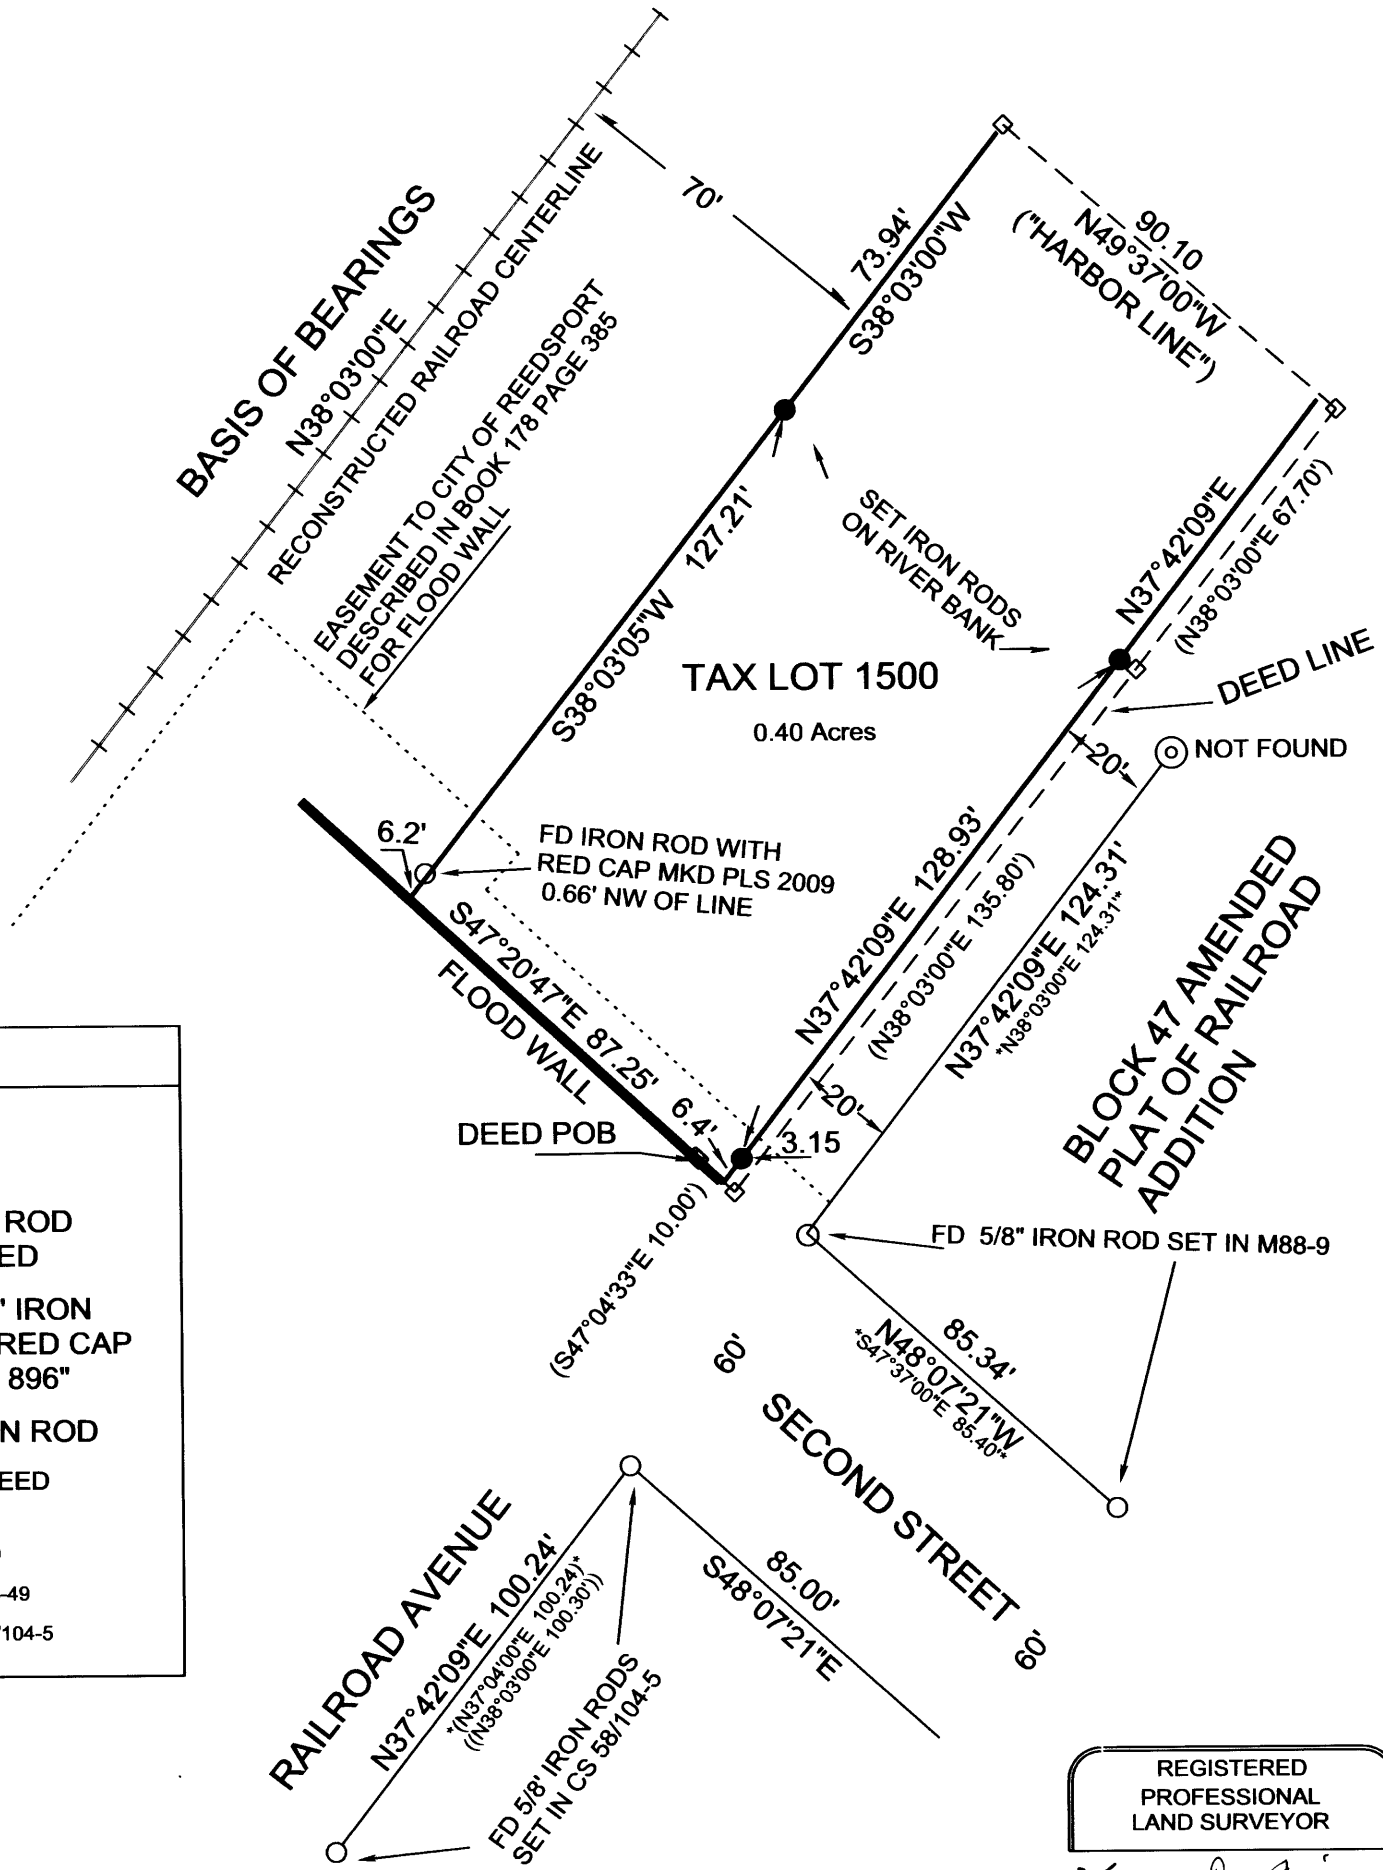 BASIS OF BEARINGS
N38°03'00"E
RECONSTRUCTED RAILROAD CENTERLINE
70'
73.94'
S38°03'00"W
90.10
N49°37'00"W
("HARBOR LINE")
EASEMENT TO CITY OF REEDSPORT
DESCRIBED IN BOOK 178 PAGE 385
FOR FLOOD WALL
S38°03'05"W 127.21'
SET IRON RODS
ON RIVER BANK
N37°42'09"E
(N38°03'00"E 67.70')
TAX LOT 1500
0.40 Acres
DEED LINE
20'
NOT FOUND
6.2'
FD IRON ROD WITH
RED CAP MKD PLS 2009
0.66' NW OF LINE
S47°20'47"E 87.25'
FLOOD WALL
N37°42'09"E 128.93'
(N38°03'00"E 135.80')
N37°42'09"E 124.31'
*N38°03'00"E 124.31'*
BLOCK 47 AMENDED
PLAT OF RAILROAD
ADDITION
20'
6.4'
DEED POB
3.15
(S47°04'33"E 10.00')
FD 5/8" IRON ROD SET IN M88-9
85.34'
N48°07'21"W
*S47°37'00"E 85.40'*
60'
SECOND STREET
60'
85.00'
S48°07'21"E
RAILROAD AVENUE
N37°42'09"E 100.24'
*(N37°04'00"E 100.24)*
((N38°03'00"E 100.30'))
FD 5/8' IRON RODS
SET IN CS 58/104-5
ROD
ED
" IRON
RED CAP
896"
N ROD
EED
-49
/104-5
REGISTERED
PROFESSIONAL
LAND SURVEYOR